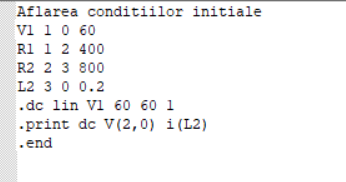 Aflarea conditiilor initiale
V1 1 0 60
R1 1 2 400
R2 2 3 800
L2 3 0 0.2
.dc lin V1 60 60 1
.print dc V(2,0) i(L2)
.end